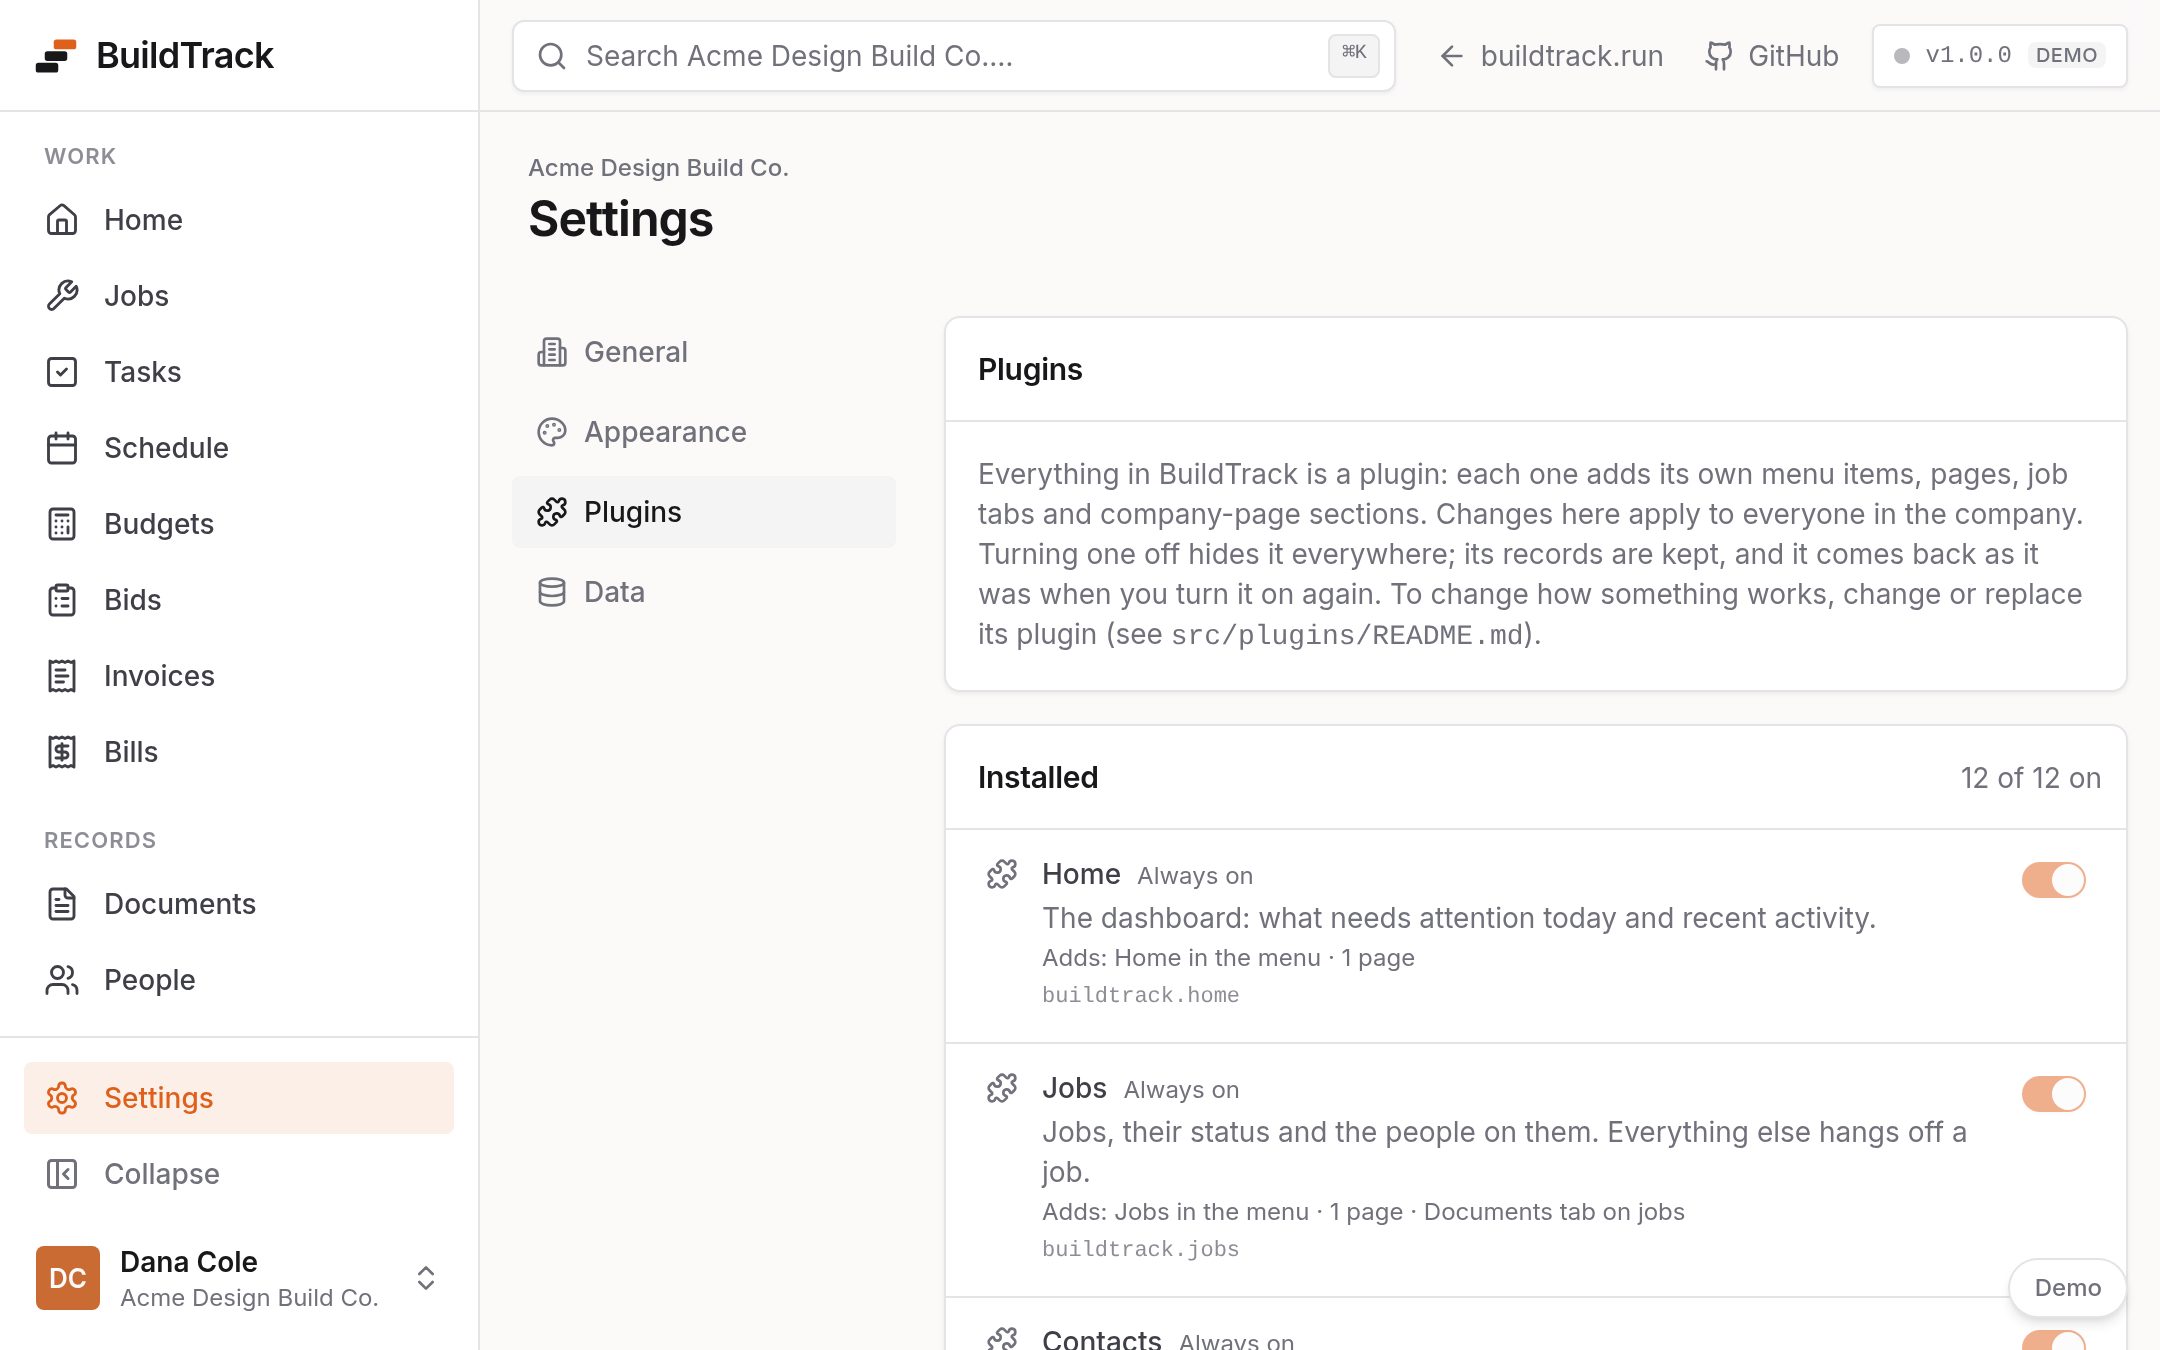 BuildTrack
Search Acme Design Build Co....
⌘K
buildtrack.run
GitHub
v1.0.0 DEMO
WORK
Home
Jobs
Tasks
Schedule
Budgets
Bids
Invoices
Bills
RECORDS
Documents
People
Settings
Collapse
DC
Dana Cole
Acme Design Build Co.
Acme Design Build Co.
Settings
General
Appearance
Plugins
Data
Plugins
Everything in BuildTrack is a plugin: each one adds its own menu items, pages, job
tabs and company-page sections. Changes here apply to everyone in the company.
Turning one off hides it everywhere; its records are kept, and it comes back as it
was when you turn it on again. To change how something works, change or replace
its plugin (see src/plugins/README.md).
Installed
12 of 12 on
Home Always on
The dashboard: what needs attention today and recent activity.
Adds: Home in the menu · 1 page
buildtrack.home
Jobs Always on
Jobs, their status and the people on them. Everything else hangs off a
job.
Adds: Jobs in the menu · 1 page · Documents tab on jobs
buildtrack.jobs
Contacts Always on
Demo